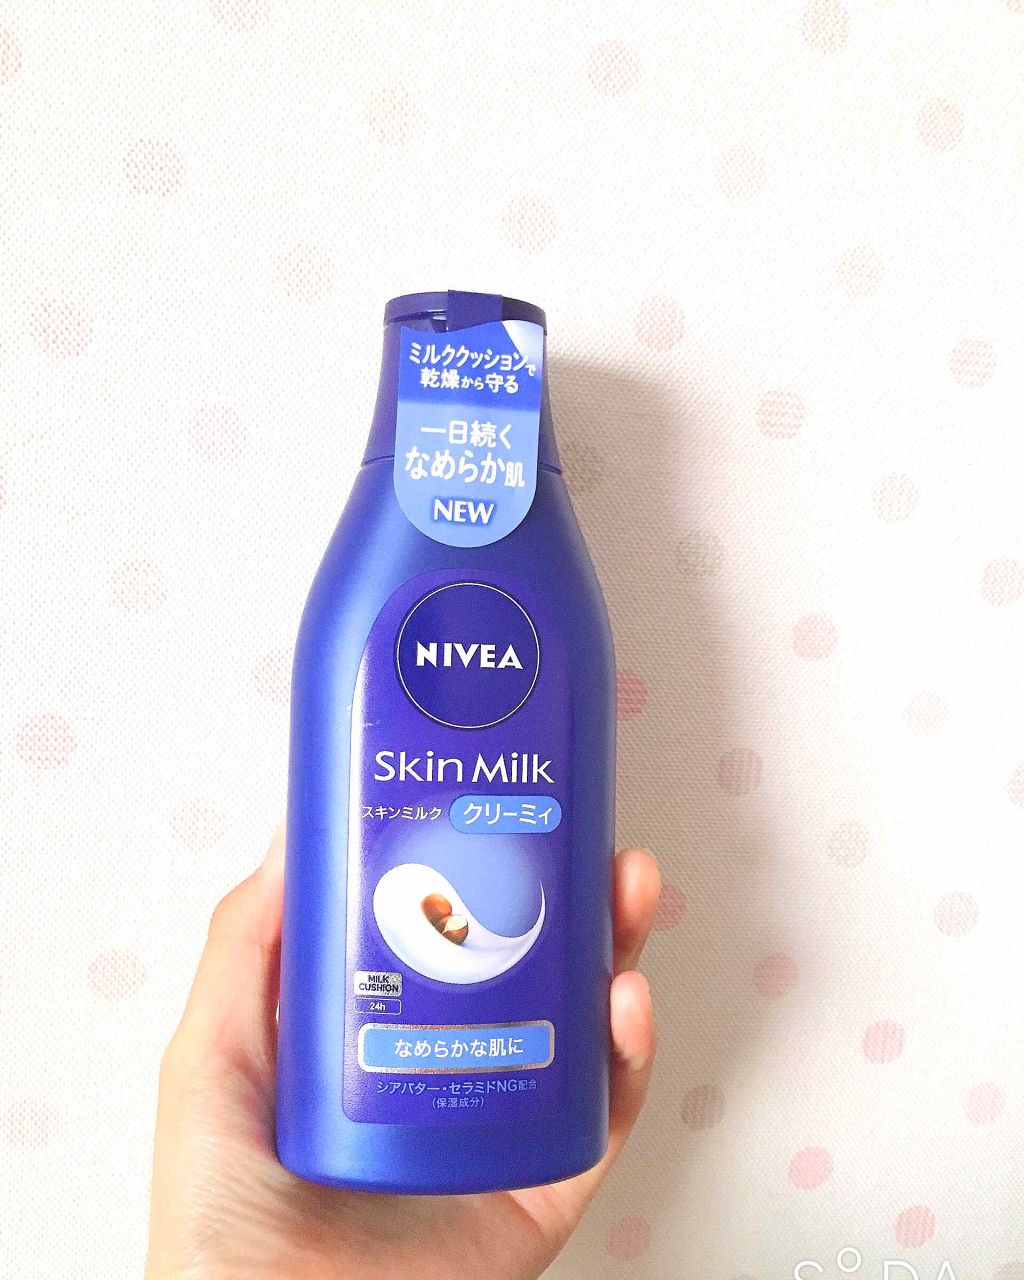 ミルククッションで
乾燥から守る
一日続く
なめらか肌
NEW
NIVEA
Skin Milk
スキンミルク クリーミィ
MILK
CUSHION
24h
なめらかな肌に
シアバター・セラミドNG配合
(保湿成分)
SODA